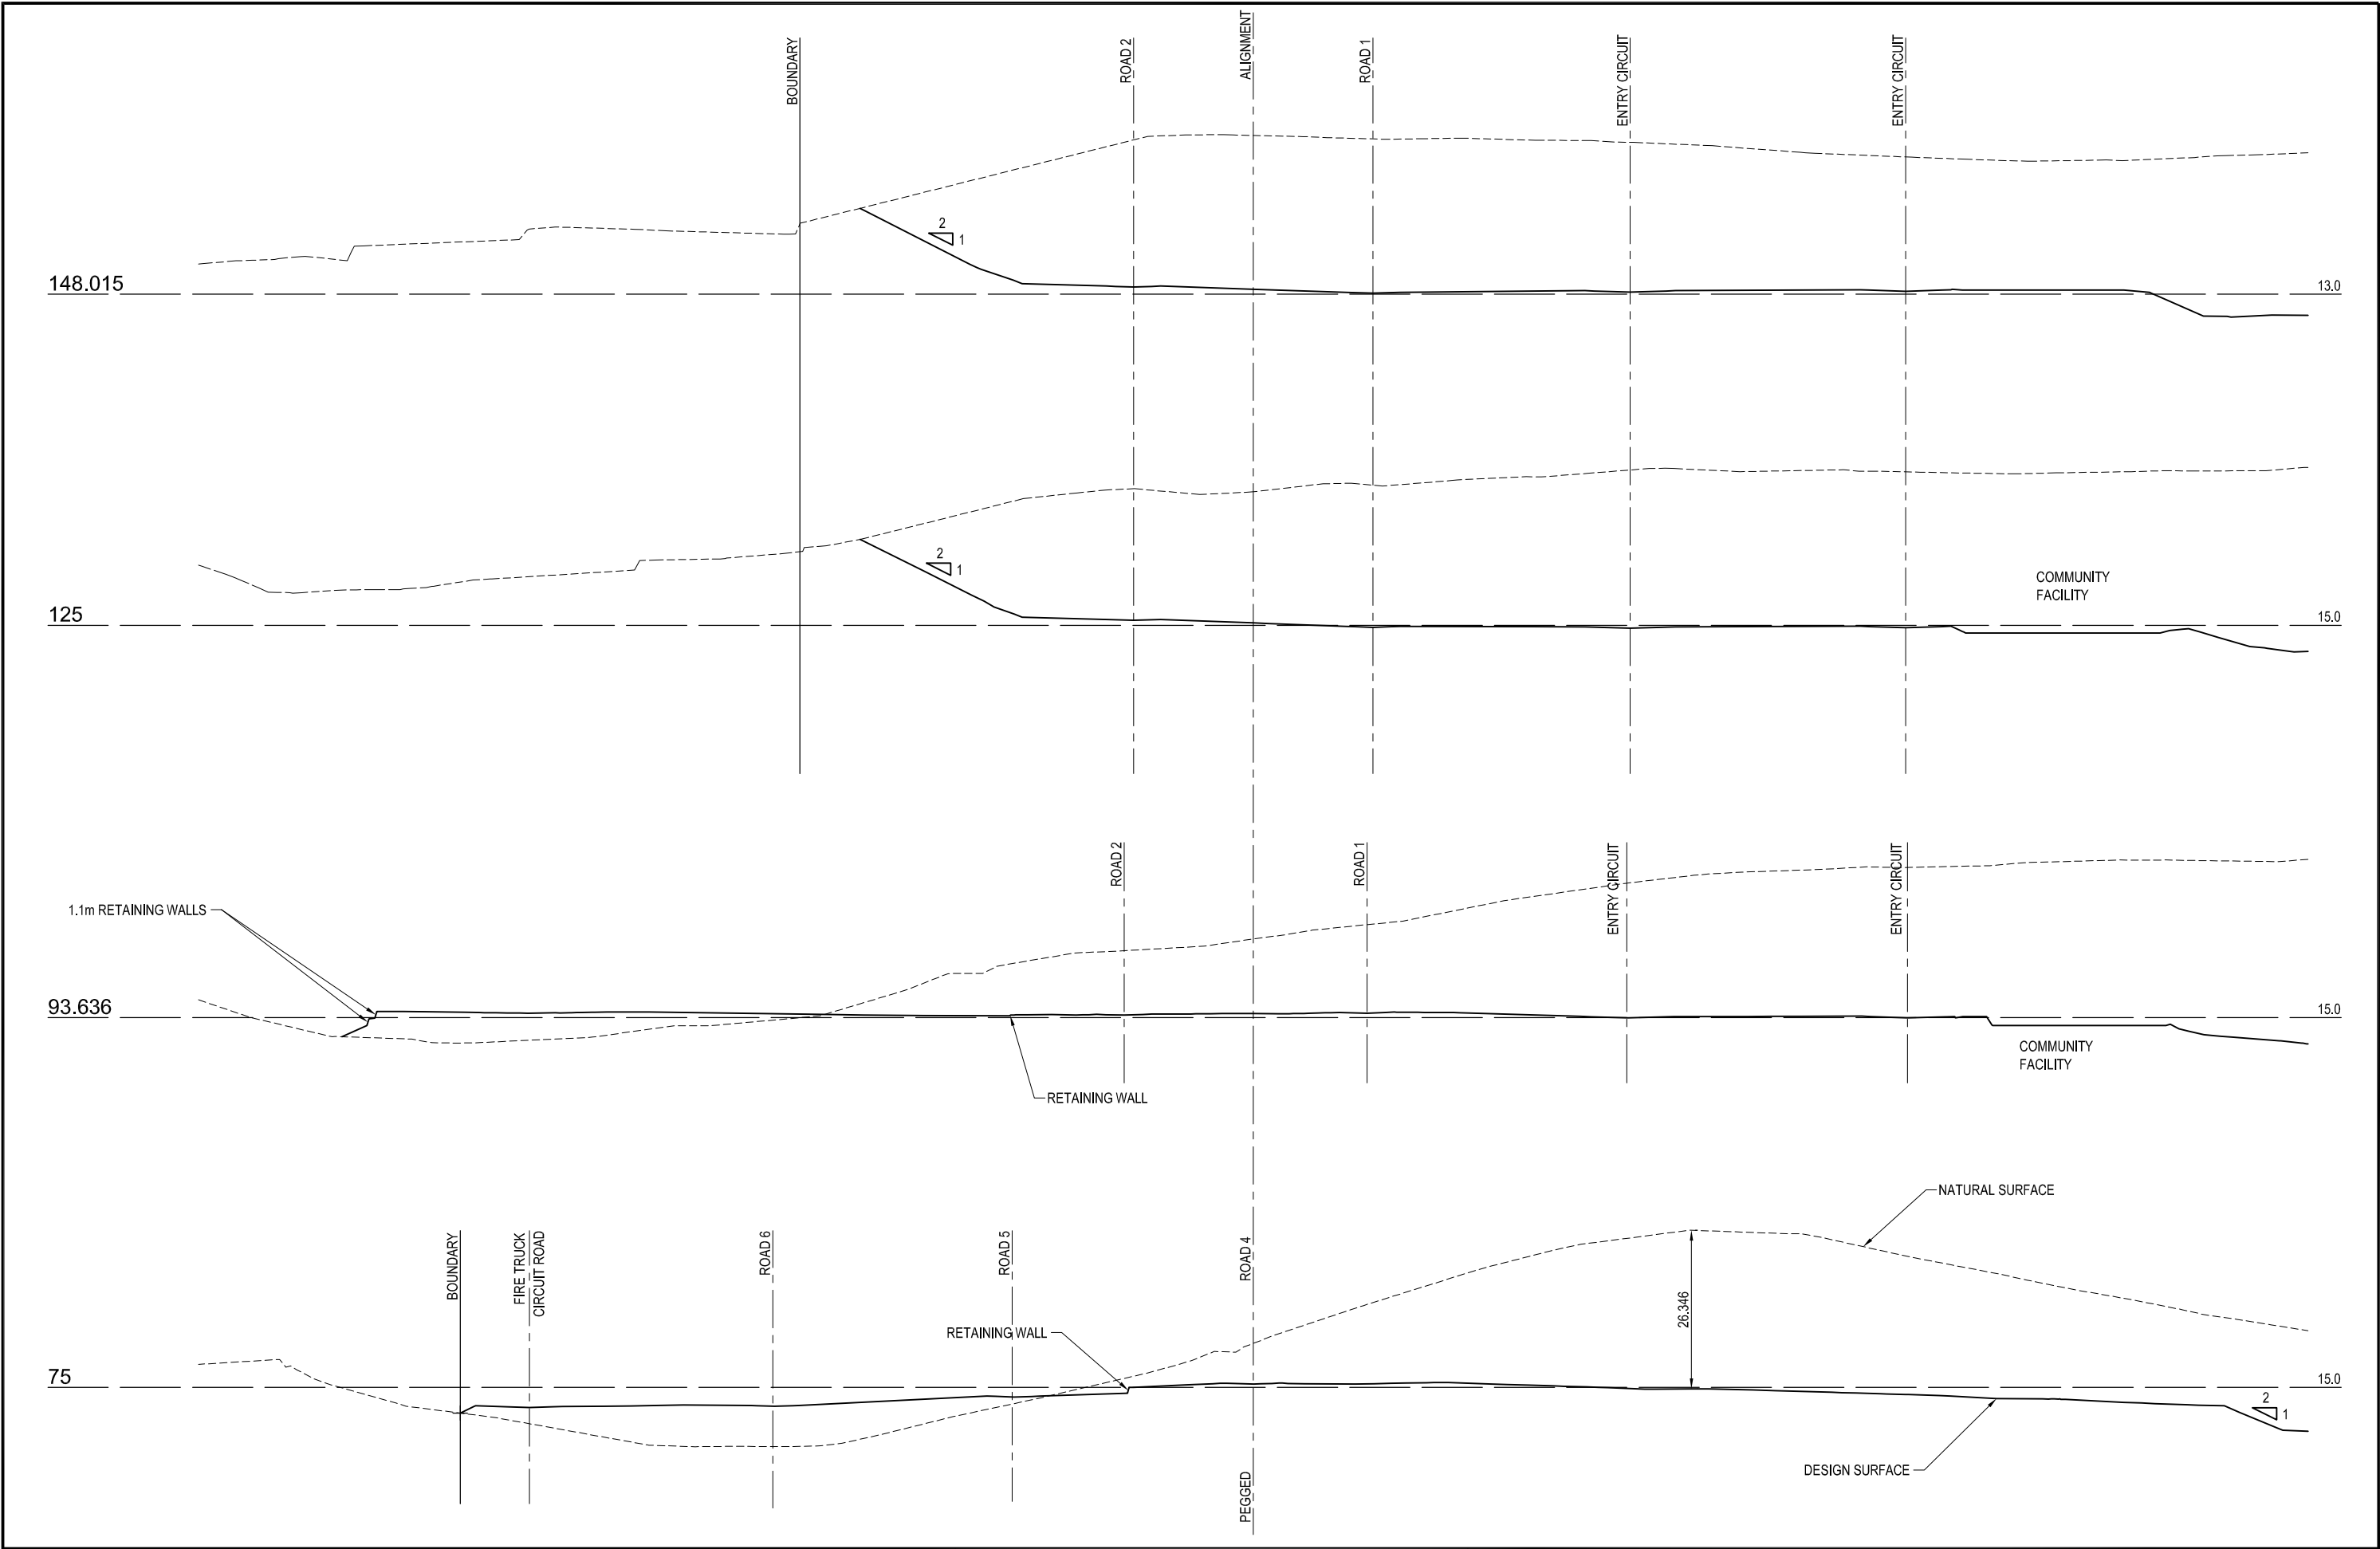 BOUNDARY
ROAD 2
ALIGNMENT
ROAD 1
ENTRY CIRCUIT
ENTRY CIRCUIT
2
1
148.015
13.0
2
1
COMMUNITY
FACILITY
125
15.0
ROAD 2
ROAD 1
ENTRY CIRCUIT
ENTRY CIRCUIT
1.1m RETAINING WALLS
93.636
15.0
COMMUNITY
FACILITY
RETAINING WALL
NATURAL SURFACE
BOUNDARY
FIRE TRUCK
CIRCUIT ROAD
ROAD 6
ROAD 5
ROAD 4
26.346
RETAINING WALL
75
15.0
2
1
DESIGN SURFACE
PEGGED